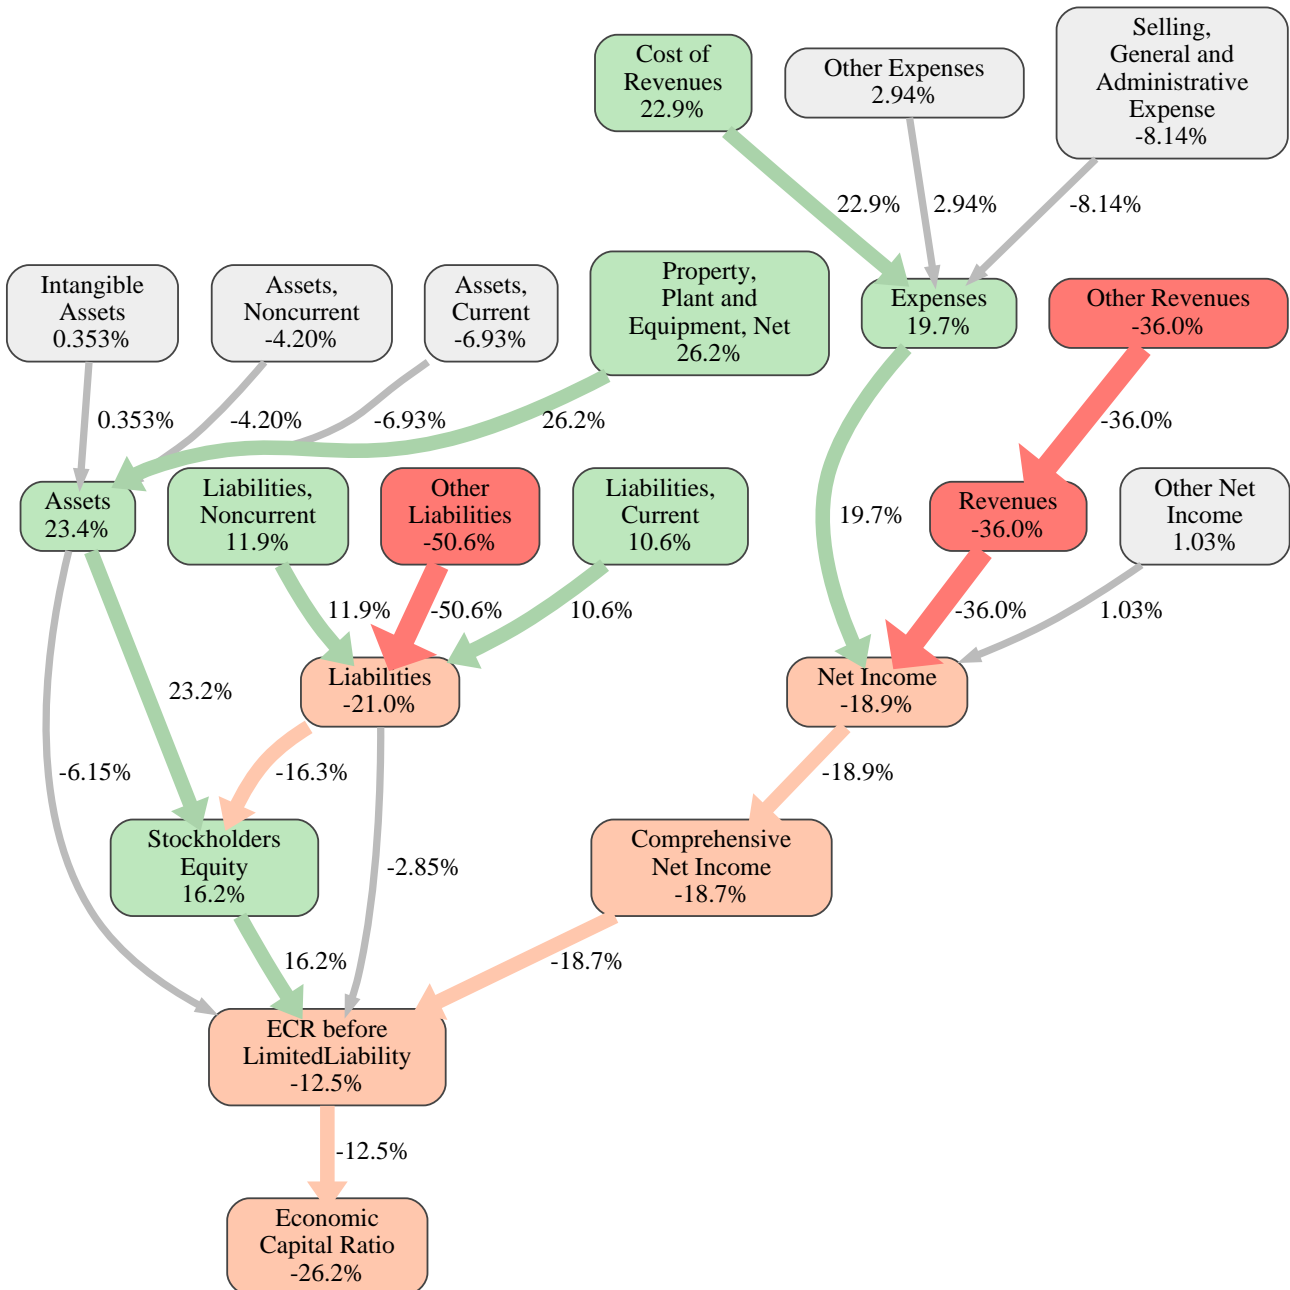 Selling,
General and
Administrative
Expense
-8.14%
Cost of
Revenues
22.9%
Other Expenses
2.94%
22.9%
2.94%
-8.14%
Intangible
Assets
0.353%
Assets,
Noncurrent
-4.20%
Assets,
Current
-6.93%
Property,
Plant and
Equipment, Net
26.2%
Expenses
19.7%
Other Revenues
-36.0%
0.353%
-4.20%
-6.93%
26.2%
-36.0%
Assets
23.4%
Liabilities,
Noncurrent
11.9%
Other
Liabilities
-50.6%
Liabilities,
Current
10.6%
19.7%
Revenues
-36.0%
Other Net
Income
1.03%
11.9%
-50.6%
10.6%
-36.0%
1.03%
23.2%
Liabilities
-21.0%
Net Income
-18.9%
-6.15%
-16.3%
-18.9%
Stockholders
Equity
16.2%
-2.85%
Comprehensive
Net Income
-18.7%
16.2%
-18.7%
ECR before
LimitedLiability
-12.5%
-12.5%
Economic
Capital Ratio
-26.2%